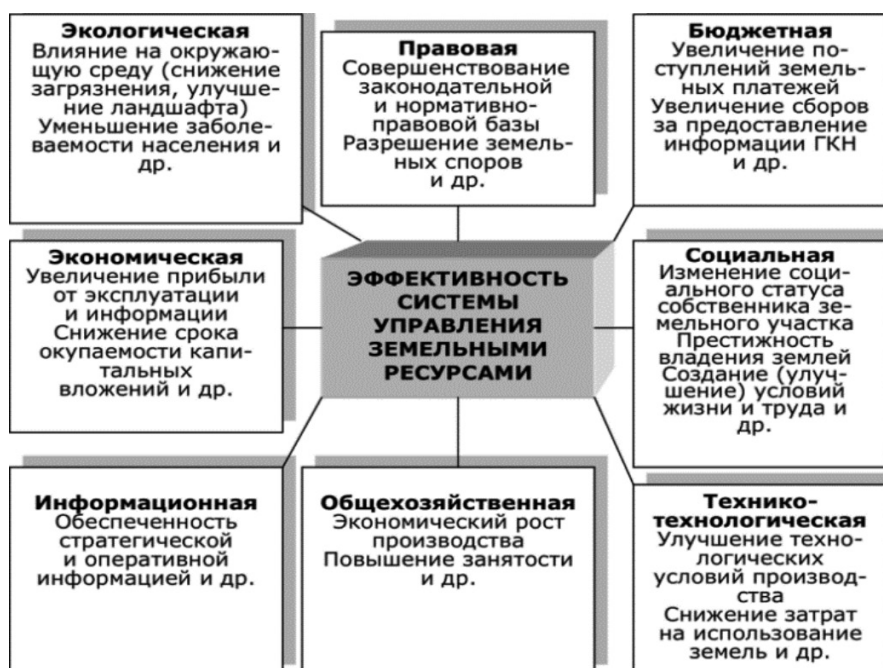 Экологическая
Влияние на окружаю-
щую среду (снижение
загрязнения, улучше-
ние ландшафта)
Уменьшение заболе-
ваемости населения и
др.
Правовая
Совершенствование
законодательной
и нормативно-
правовой базы
Разрешение земель-
ных споров
и др.
Бюджетная
Увеличение по-
ступлений земель-
ных платежей
Увеличение сборов
за предоставление
информации ГКН
и др.
Экономическая
Увеличение прибыли
от эксплуатации
и информации
Снижение срока
окупаемости капи-
тальных
вложений и др.
ЭФФЕКТИВНОСТЬ
СИСТЕМЫ
УПРАВЛЕНИЯ
ЗЕМЕЛЬНЫМИ
РЕСУРСАМИ
Социальная
Изменение соци-
ального статуса
собственника зе-
мельного участка
Престижность
владения землей
Создание (улуч-
шение) условий
жизни и труда и
др.
Информационная
Обеспеченность
стратегической
и оперативной
информацией и др.
Общехозяйственная
Экономический рост
производства
Повышение занятости
и др.
Технико-
технологическая
Улучшение техно-
логических
условий производ-
ства
Снижение затрат
на использование
земель и др.